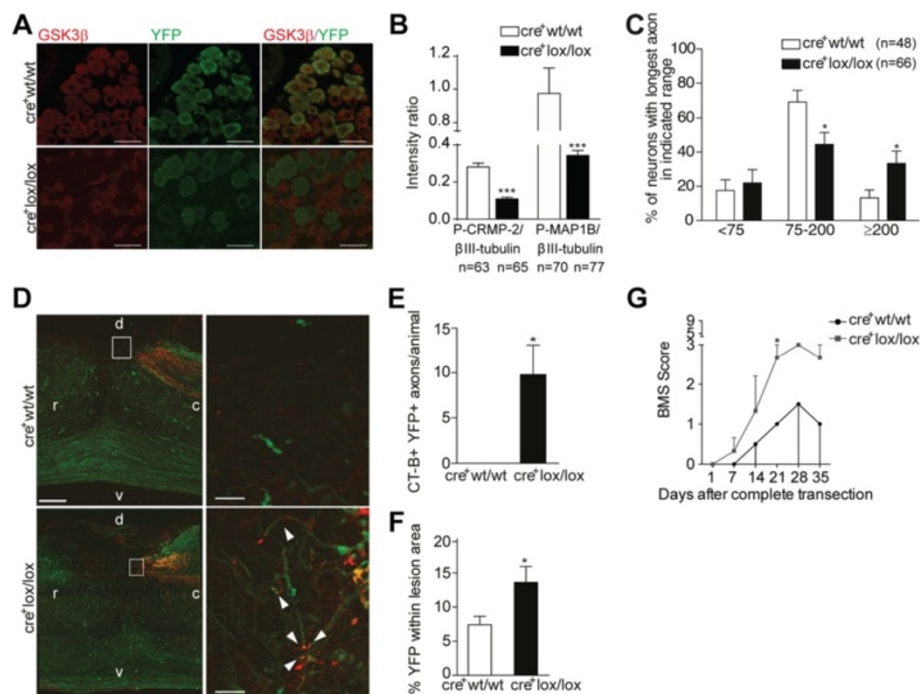 A
GSK3β YFP GSK3β/YFP
cre⁺wt/wt
cre⁺lox/lox
B
cre⁺wt/wt
cre⁺lox/lox
Intensity ratio
1.2
1.0
0.8
0.4
0.2
0.0
***
***
P-CRMP-2/ P-MAP1B/
βIII-tubulin βIII-tubulin
n=63 n=65 n=70 n=77
C
cre⁺wt/wt (n=48)
cre⁺lox/lox (n=66)
% of neurons with longest axon
in indicated range
100
80
60
40
20
0
*
*
<75 75-200 ≥200
D
cre⁺wt/wt
d
r
c
v
cre⁺lox/lox
d
r
c
v
E
CT-B+ YFP+ axons/animal
15
10
5
0
*
cre⁺wt/wt cre⁺lox/lox
F
% YFP within lesion area
20
15
10
5
0
*
cre⁺wt/wt cre⁺lox/lox
G
cre⁺wt/wt
cre⁺lox/lox
BMS Score
9
5
3
2
1
0
*
1 7 14 21 28 35
Days after complete transection